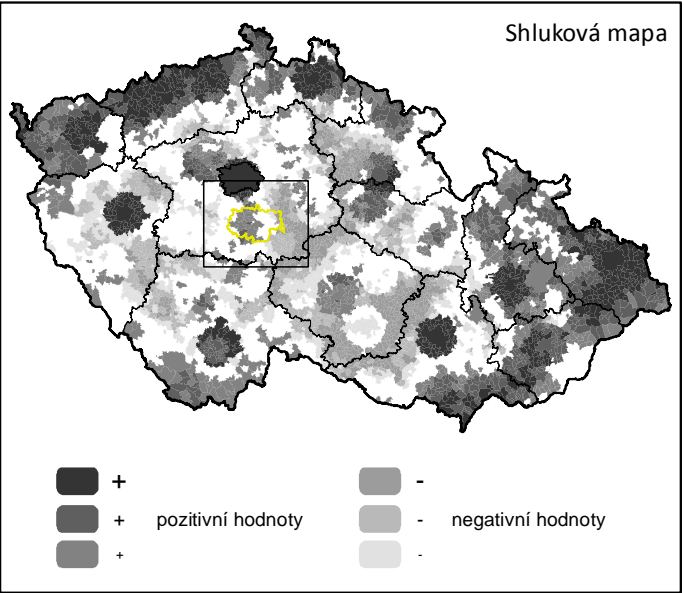 Shluková mapa
+ -
+ pozitivní hodnoty - negativní hodnoty
+ -